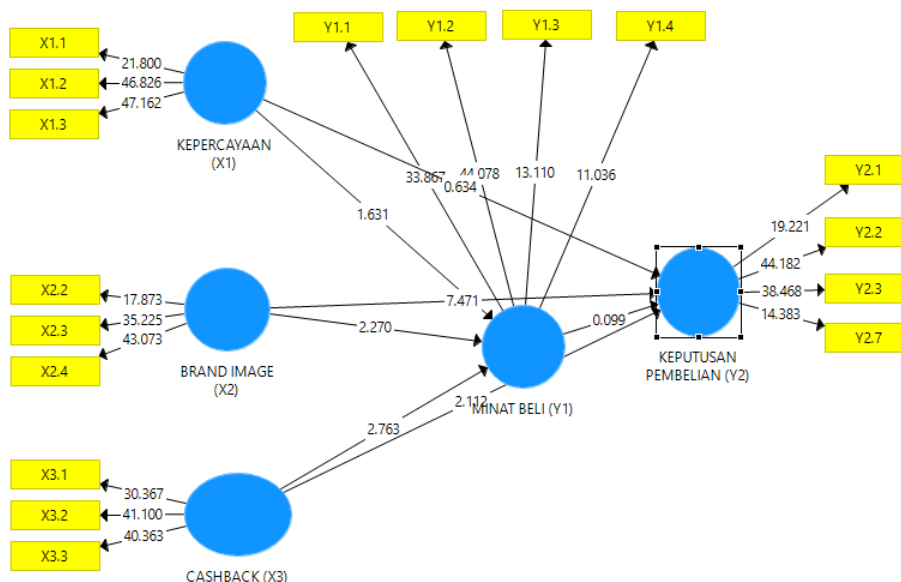 Y1.1
Y1.2
Y1.3
Y1.4
X1.1
X1.2
X1.3
21.800
46.826
47.162
KEPERCAYAAN
(X1)
33.867
44.078
13.110
11.036
0.634
1.631
Y2.1
Y2.2
Y2.3
Y2.7
19.221
44.182
38.468
14.383
X2.2
X2.3
X2.4
17.873
35.225
43.073
7.471
2.270
0.099
BRAND IMAGE
(X2)
KEPUTUSAN
PEMBELIAN (Y2)
MINAT BELI (Y1)
2.112
2.763
X3.1
X3.2
X3.3
30.367
41.100
40.363
CASHBACK (X3)